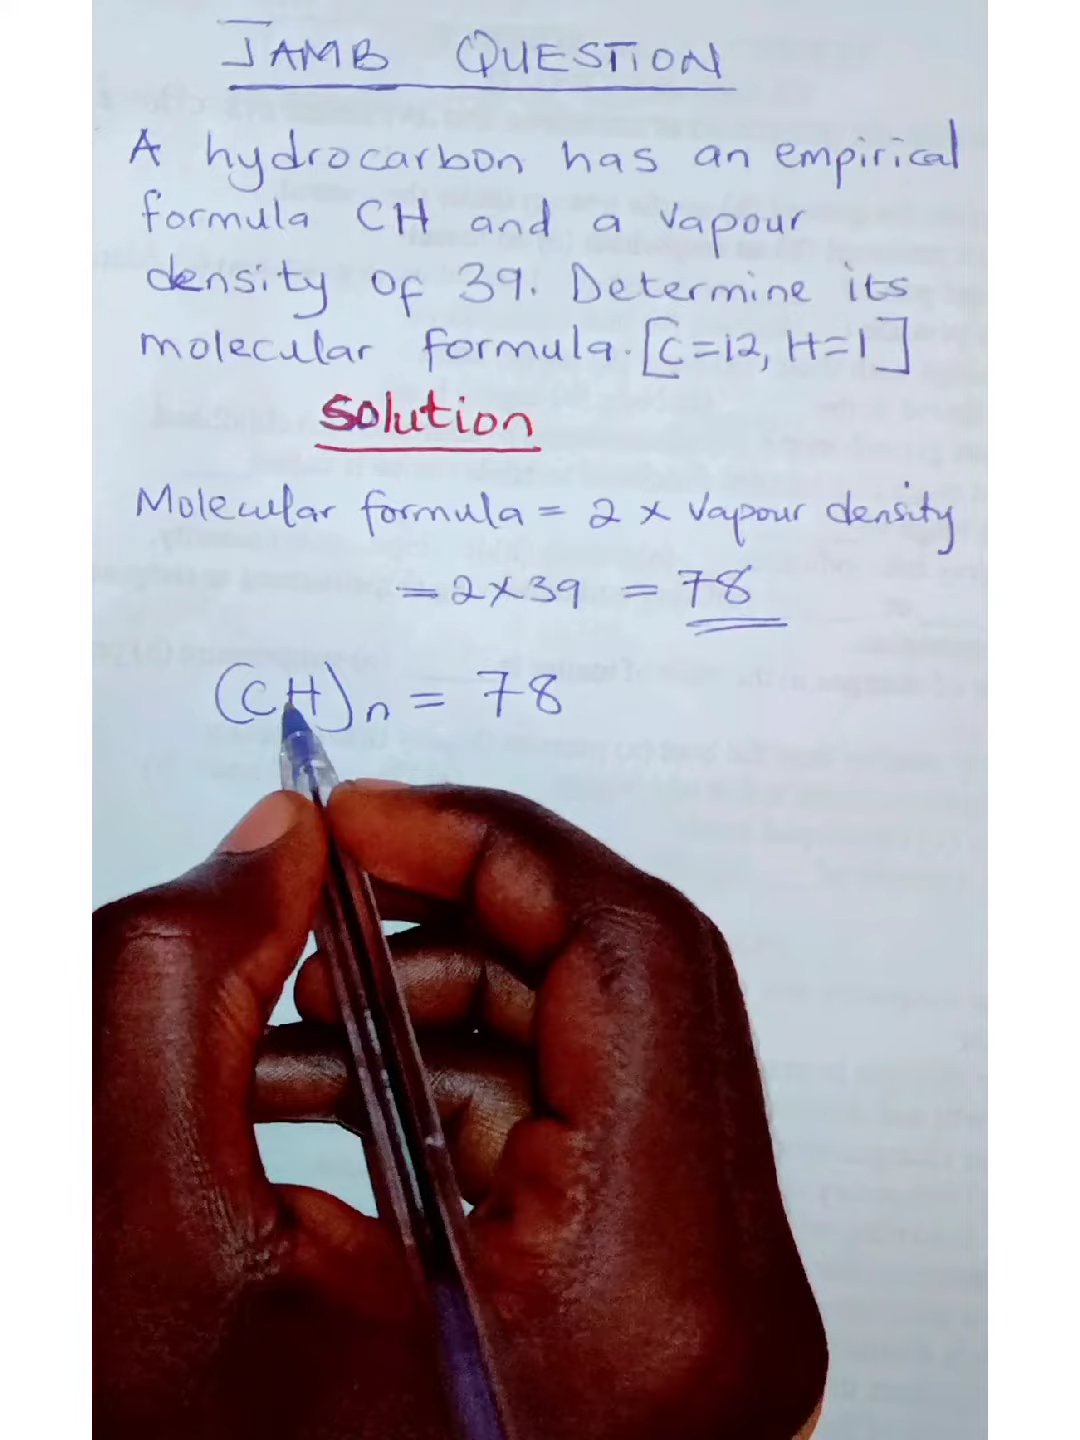 JAMB QUESTION
A hydrocarbon has an empirical
formula CH and a vapour
density of 39. Determine its
molecular formula. [C=12, H=1]
Solution
Molecular formula = 2 x vapour density
= 2x39 = 78
(CH)n = 78